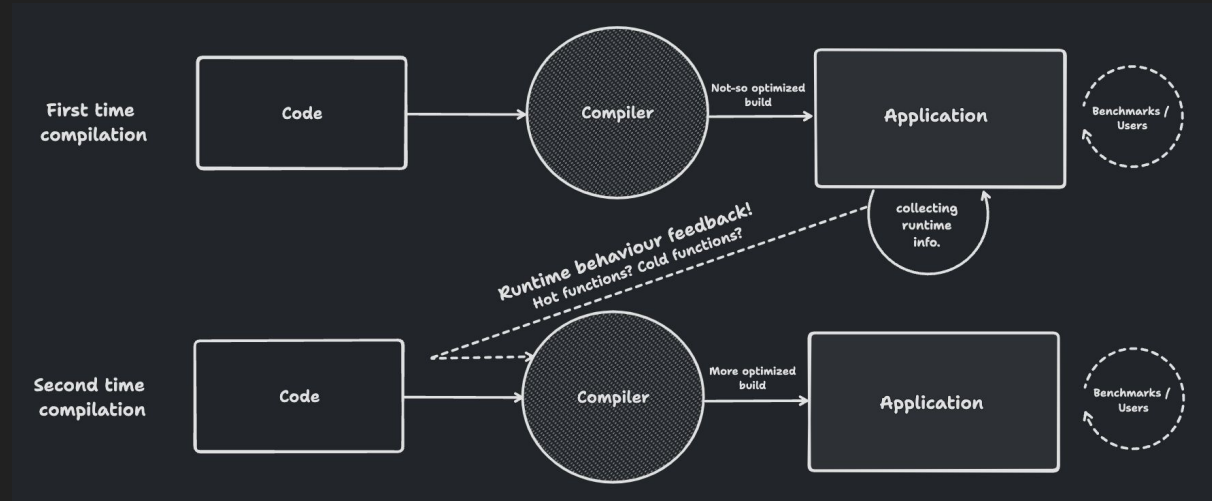 First time
compilation
Code
Compiler
Not-so optimized
build
Application
Benchmarks /
Users
collecting
runtime
info.
Runtime behaviour feedback!
Hot functions? Cold functions?
Second time
compilation
Code
Compiler
More optimized
build
Application
Benchmarks /
Users